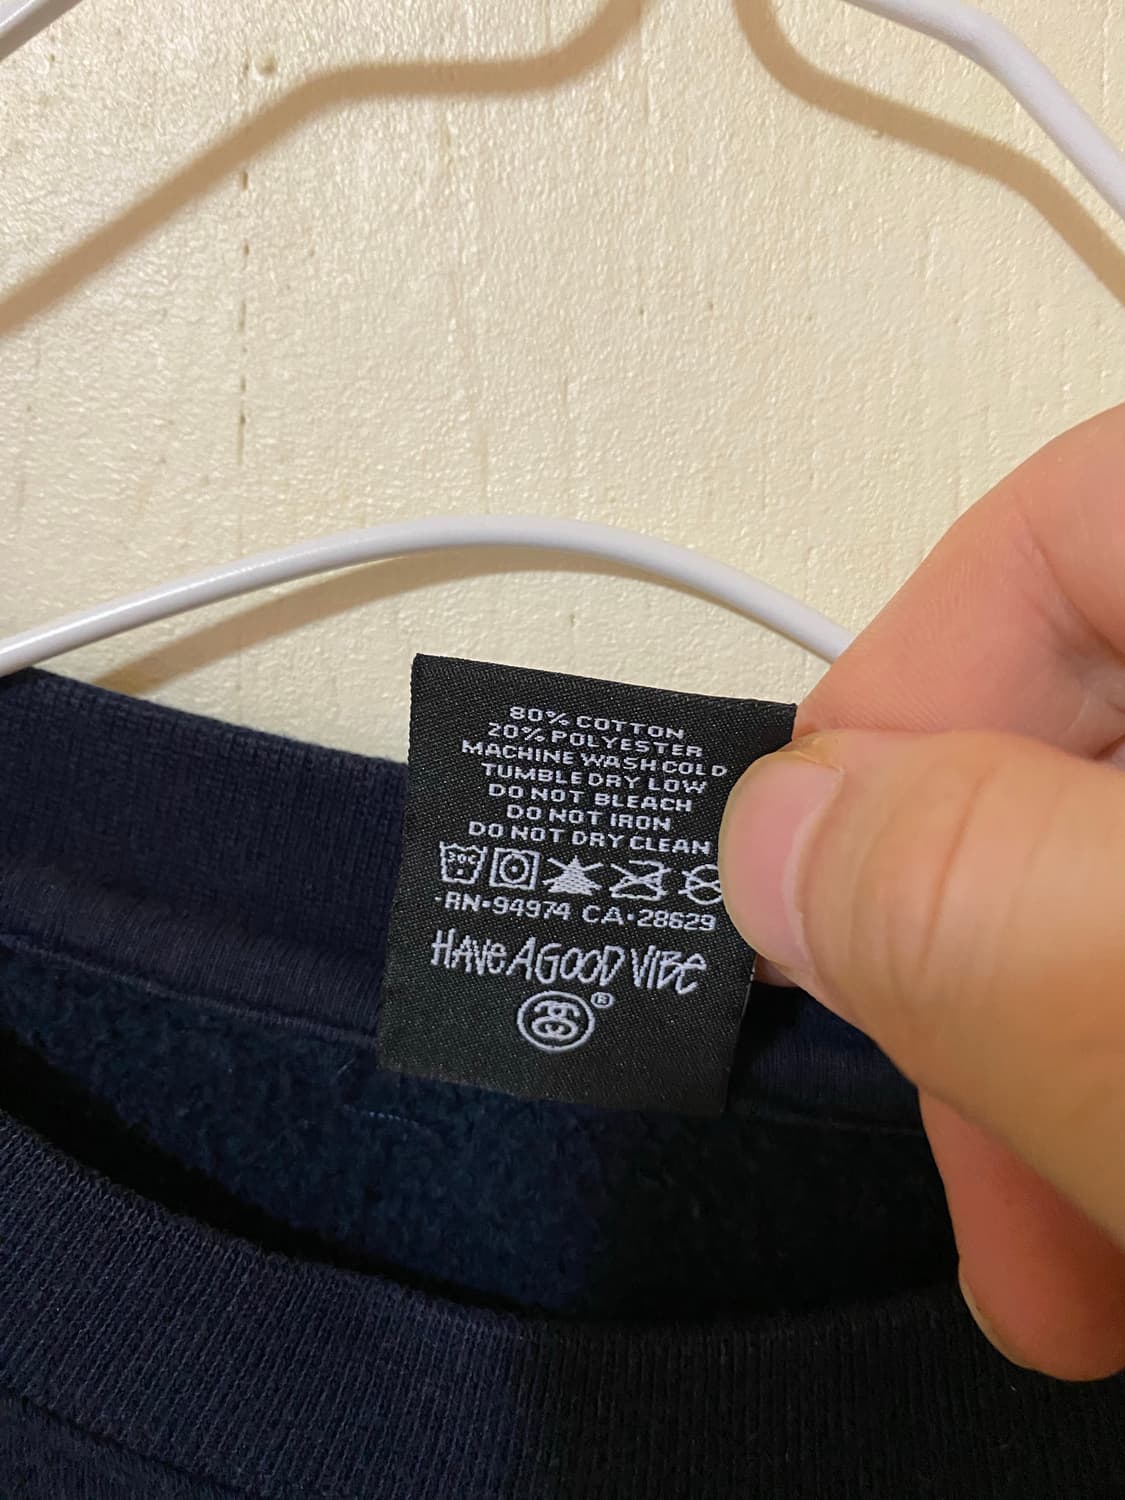 80% COTTON
20% POLYESTER
MACHINE WASH COLD
TUMBLE DRY LOW
DO NOT BLEACH
DO NOT IRON
DO NOT DRY CLEAN
30C
RN·94974 CA·28629
HAVE A GOOD VIBE
®